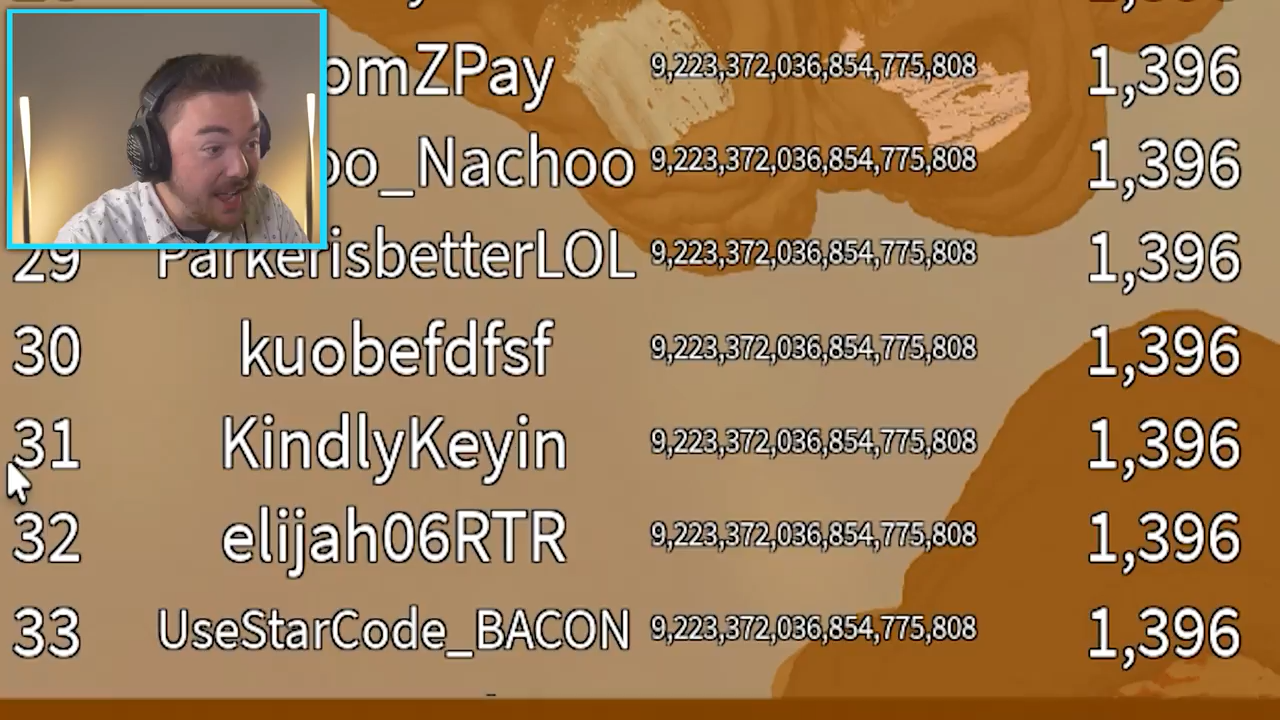 omZPay 9,223,372,036,854,775,808 1,396
oo_Nachoo 9,223,372,036,854,775,808 1,396
29 ParkerisbetterLOL 9,223,372,036,854,775,808 1,396
30 kuobefdfsf 9,223,372,036,854,775,808 1,396
31 KindlyKeyin 9,223,372,036,854,775,808 1,396
32 elijah06RTR 9,223,372,036,854,775,808 1,396
33 UseStarCode_BACON 9,223,372,036,854,775,808 1,396